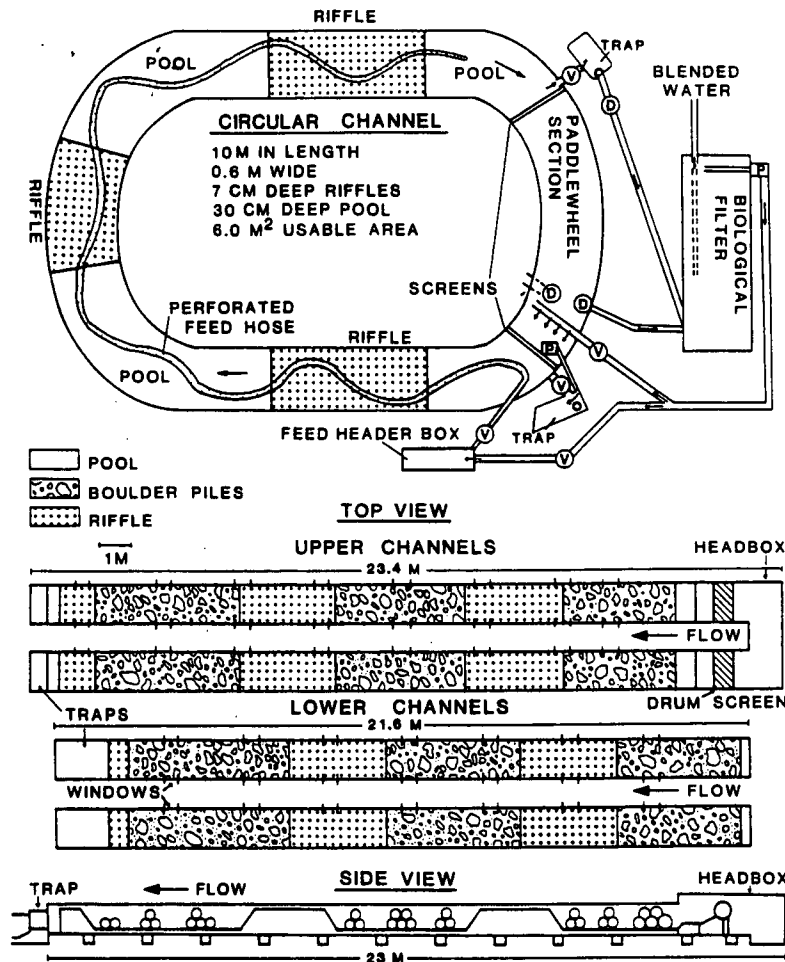 RIFFLE
POOL
POOL
TRAP
V
D
BLENDED
WATER
CIRCULAR CHANNEL
10M IN LENGTH
0.6 M WIDE
7 CM DEEP RIFFLES
30 CM DEEP POOL
6.0 M² USABLE AREA
PADDLEWHEEL
SECTION
P
BIOLOGICAL
FILTER
RIFFLE
SCREENS
D
D
PERFORATED
FEED HOSE
RIFFLE
P
V
POOL
V
TRAP
V
V
FEED HEADER BOX
POOL
BOULDER PILES
RIFFLE
TOP VIEW
1M
UPPER CHANNELS
HEADBOX
23.4 M
FLOW
TRAPS
LOWER CHANNELS
DRUM SCREEN
21.6 M
WINDOWS
FLOW
TRAP
FLOW
SIDE VIEW
HEADBOX
23 M